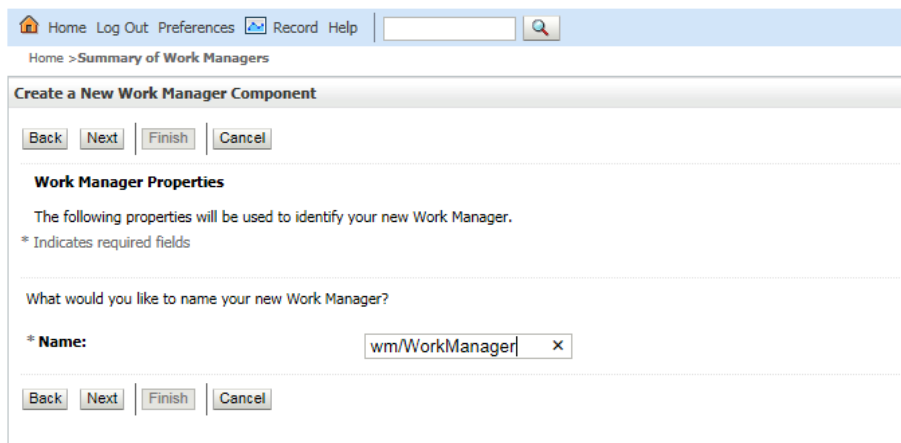 Home Log Out Preferences Record Help
Home >Summary of Work Managers
Create a New Work Manager Component
Back Next Finish Cancel
Work Manager Properties
The following properties will be used to identify your new Work Manager.
* Indicates required fields
What would you like to name your new Work Manager?
* Name: wm/WorkManager ×
Back Next Finish Cancel